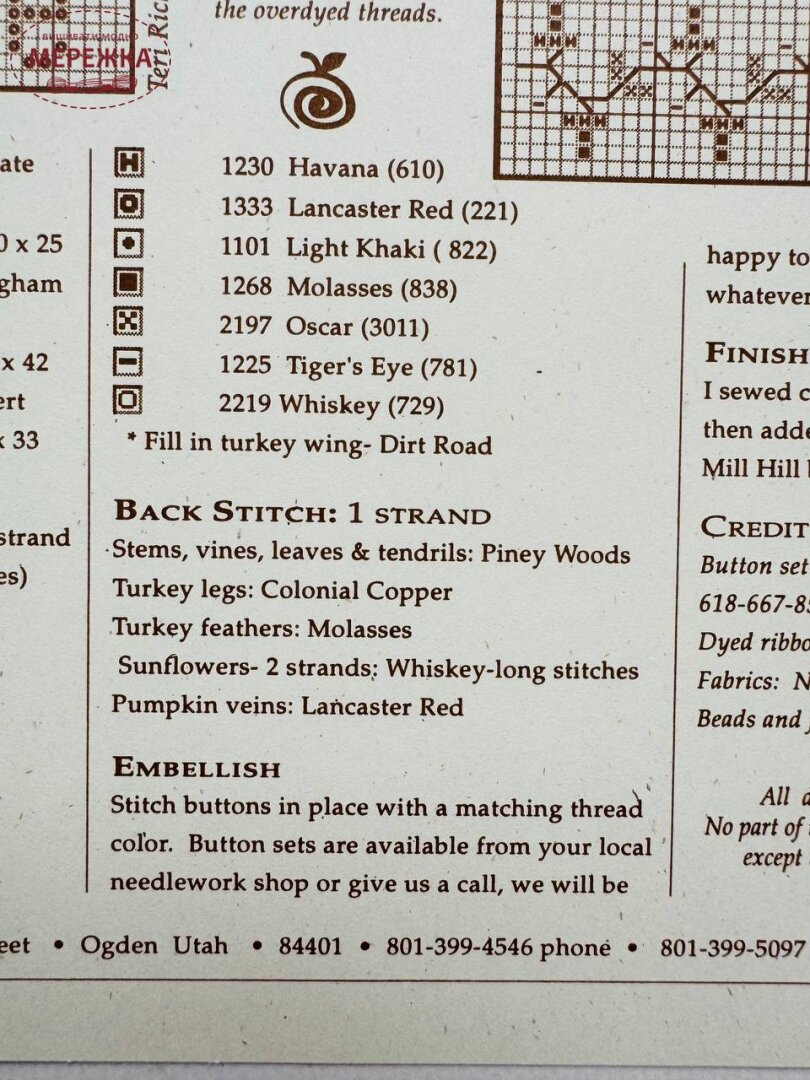 the overdyed threads.
ВИШИВАТИ МОДНО
МЕРЕЖКА
Teri Ric
1230 Havana (610)
1333 Lancaster Red (221)
1101 Light Khaki ( 822)
1268 Molasses (838)
2197 Oscar (3011)
1225 Tiger's Eye (781)
2219 Whiskey (729)
* Fill in turkey wing- Dirt Road
BACK STITCH: 1 STRAND
Stems, vines, leaves & tendrils: Piney Woods
Turkey legs: Colonial Copper
Turkey feathers: Molasses
Sunflowers- 2 strands: Whiskey-long stitches
Pumpkin veins: Lancaster Red
EMBELLISH
Stitch buttons in place with a matching thread
color. Button sets are available from your local
needlework shop or give us a call, we will be
ate
0 x 25
gham
x 42
ert
x 33
strand
es)
happy to
whatever
FINISH
I sewed c
then adde
Mill Hill
CREDIT
Button set
618-667-8
Dyed ribbo
Fabrics: N
Beads and
All a
No part of
except
eet • Ogden Utah • 84401 • 801-399-4546 phone • 801-399-5097